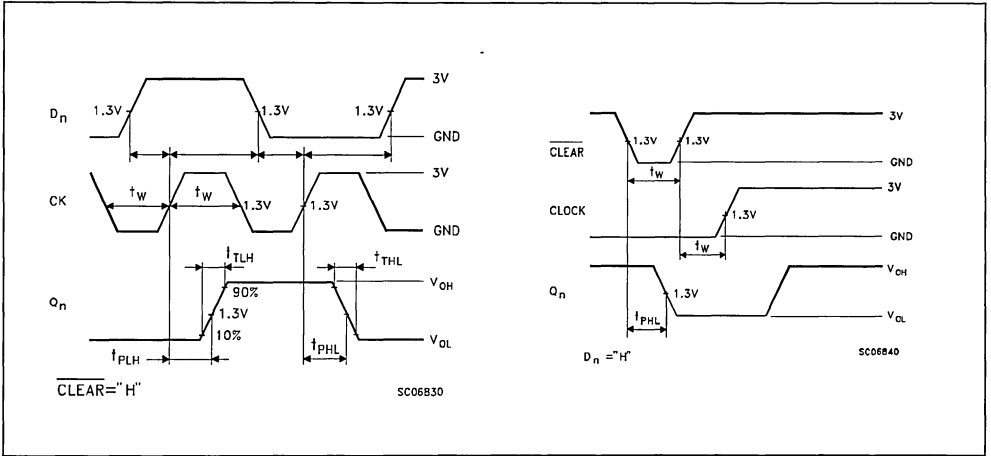 3V
Dn 1.3V 1.3V 1.3V
GND
3V
CK tW tW 1.3V 1.3V
GND
tTLH tTHL
VOH
90%
Qn 1.3V
10%
VOL
tPLH tPHL
CLEAR="H" SC06830
3V
1.3V 1.3V
CLEAR
GND
tW
3V
CLOCK 1.3V
GND
tW
VOH
Qn 1.3V
tPHL VOL
Dn ="H" SC06840